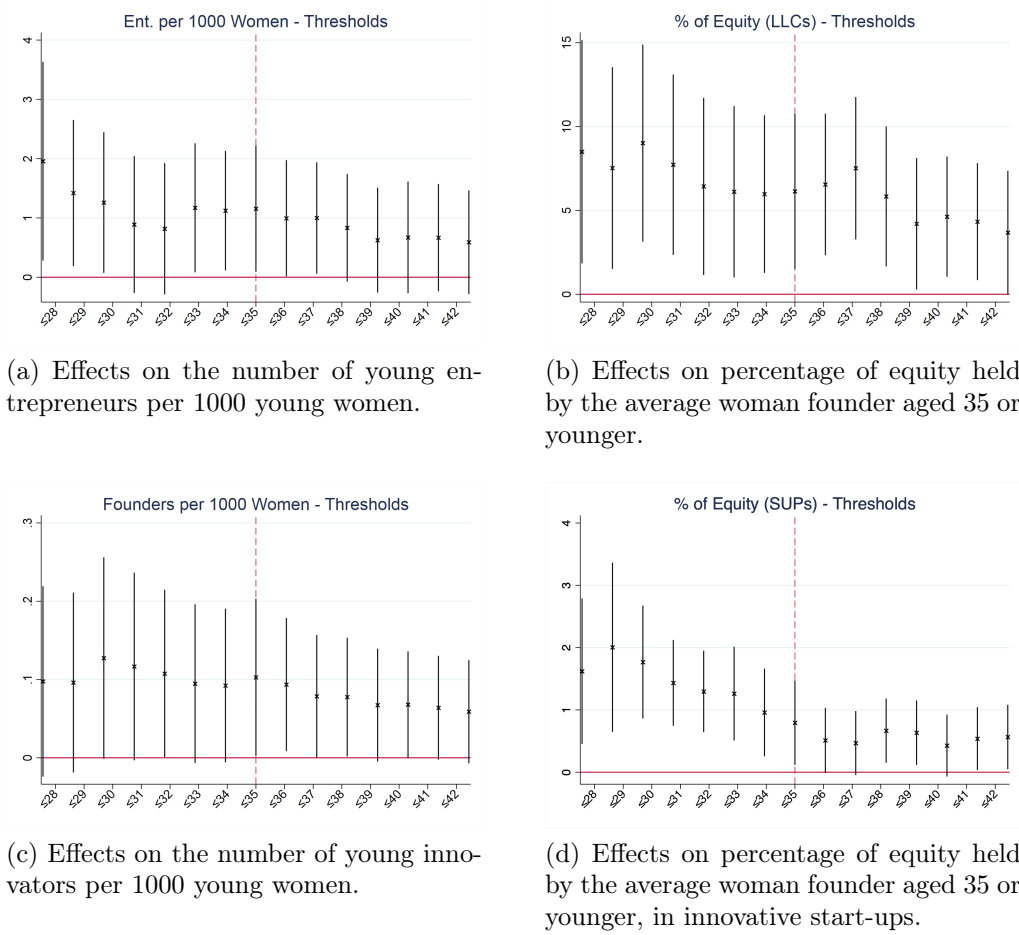 Ent. per 1000 Women - Thresholds
4
3
2
1
0
≤28 ≤29 ≤30 ≤31 ≤32 ≤33 ≤34 ≤35 ≤36 ≤37 ≤38 ≤39 ≤40 ≤41 ≤42
(a) Effects on the number of young en-
trepreneurs per 1000 young women.
% of Equity (LLCs) - Thresholds
15
10
5
0
≤28 ≤29 ≤30 ≤31 ≤32 ≤33 ≤34 ≤35 ≤36 ≤37 ≤38 ≤39 ≤40 ≤41 ≤42
(b) Effects on percentage of equity held
by the average woman founder aged 35 or
younger.
Founders per 1000 Women - Thresholds
.3
.2
.1
0
≤28 ≤29 ≤30 ≤31 ≤32 ≤33 ≤34 ≤35 ≤36 ≤37 ≤38 ≤39 ≤40 ≤41 ≤42
(c) Effects on the number of young inno-
vators per 1000 young women.
% of Equity (SUPs) - Thresholds
4
3
2
1
0
≤28 ≤29 ≤30 ≤31 ≤32 ≤33 ≤34 ≤35 ≤36 ≤37 ≤38 ≤39 ≤40 ≤41 ≤42
(d) Effects on percentage of equity held
by the average woman founder aged 35 or
younger, in innovative start-ups.